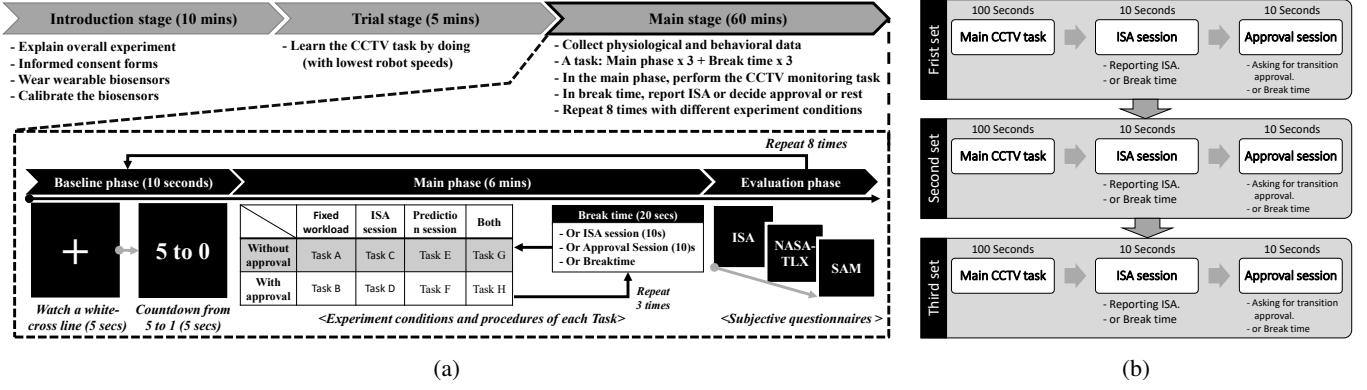 Introduction stage (10 mins)
Trial stage (5 mins)
Main stage (60 mins)
- Explain overall experiment
- Informed consent forms
- Wear wearable biosensors
- Calibrate the biosensors
- Learn the CCTV task by doing
(with lowest robot speeds)
- Collect physiological and behavioral data
- A task: Main phase x 3 + Break time x 3
- In the main phase, perform the CCTV monitoring task
- In break time, report ISA or decide approval or rest
- Repeat 8 times with different experiment conditions
Repeat 8 times
Baseline phase (10 seconds)
Main phase (6 mins)
Evaluation phase
+
5 to 0
Watch a white-
cross line (5 secs)
Countdown from
5 to 1 (5 secs)
Fixed
workload
ISA
session
Predictio
n session
Both
Without
approval
Task A
Task C
Task E
Task G
With
approval
Task B
Task D
Task F
Task H
Break time (20 secs)
- Or ISA session (10s)
- Or Approval Session (10)s
- Or Breaktime
Repeat
3 times
<Experiment conditions and procedures of each Task>
ISA
NASA-
TLX
SAM
<Subjective questionnaires >
(a)
Frist set
100 Seconds
10 Seconds
10 Seconds
Main CCTV task
ISA session
Approval session
- Reporting ISA.
- or Break time
- Asking for transition
approval.
- or Break time
Second set
100 Seconds
10 Seconds
10 Seconds
Main CCTV task
ISA session
Approval session
- Reporting ISA.
- or Break time
- Asking for transition
approval.
- or Break time
Third set
100 Seconds
10 Seconds
10 Seconds
Main CCTV task
ISA session
Approval session
- Reporting ISA.
- or Break time
- Asking for transition
approval.
- or Break time
(b)